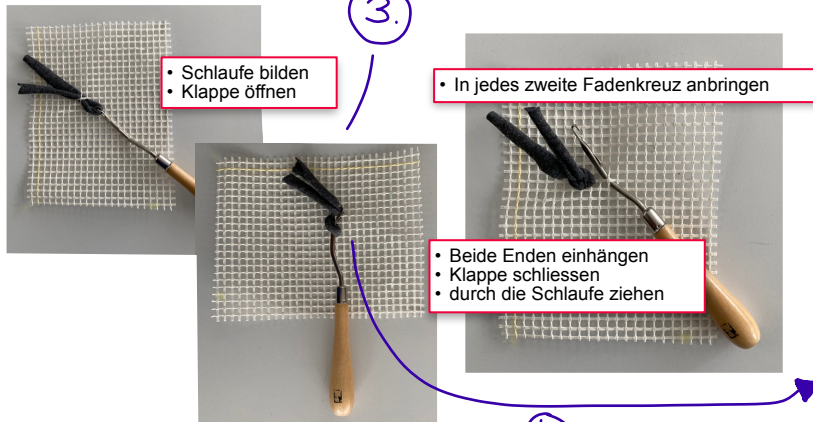 3.
• Schlaufe bilden
• Klappe öffnen
• In jedes zweite Fadenkreuz anbringen
• Beide Enden einhängen
• Klappe schliessen
• durch die Schlaufe ziehen